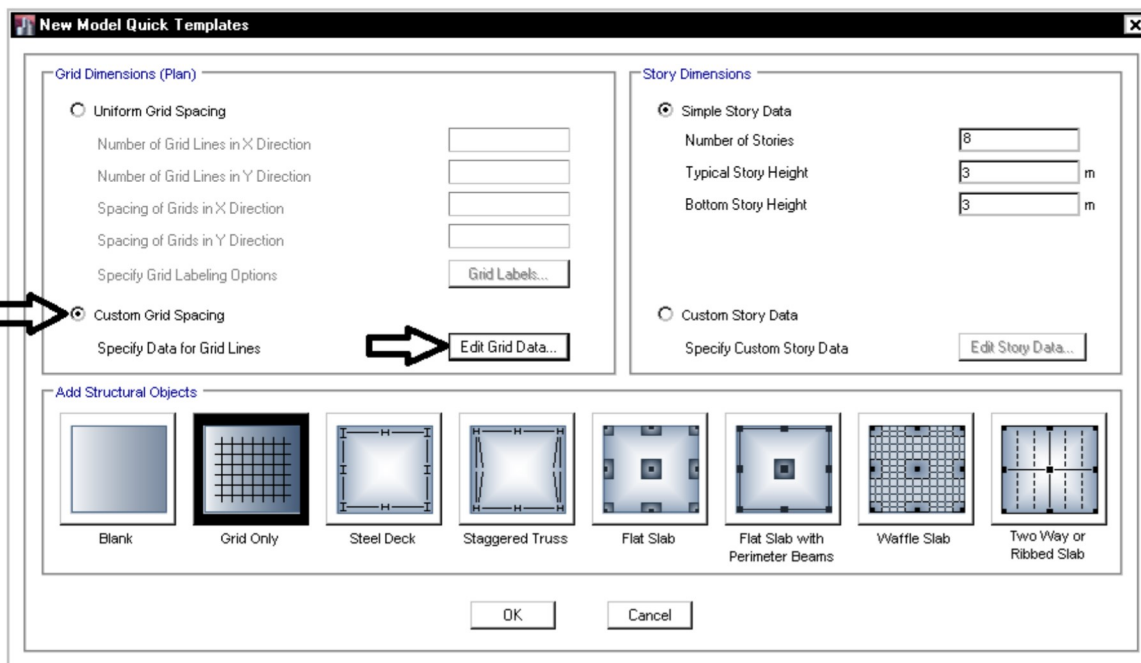 New Model Quick Templates
Grid Dimensions (Plan)
Uniform Grid Spacing
Number of Grid Lines in X Direction
Number of Grid Lines in Y Direction
Spacing of Grids in X Direction
Spacing of Grids in Y Direction
Specify Grid Labeling Options
Grid Labels...
Custom Grid Spacing
Specify Data for Grid Lines
Edit Grid Data...
Story Dimensions
Simple Story Data
Number of Stories 8
Typical Story Height 3 m
Bottom Story Height 3 m
Custom Story Data
Specify Custom Story Data
Edit Story Data...
Add Structural Objects
Blank
Grid Only
Steel Deck
Staggered Truss
Flat Slab
Flat Slab with
Perimeter Beams
Waffle Slab
Two Way or
Ribbed Slab
OK
Cancel